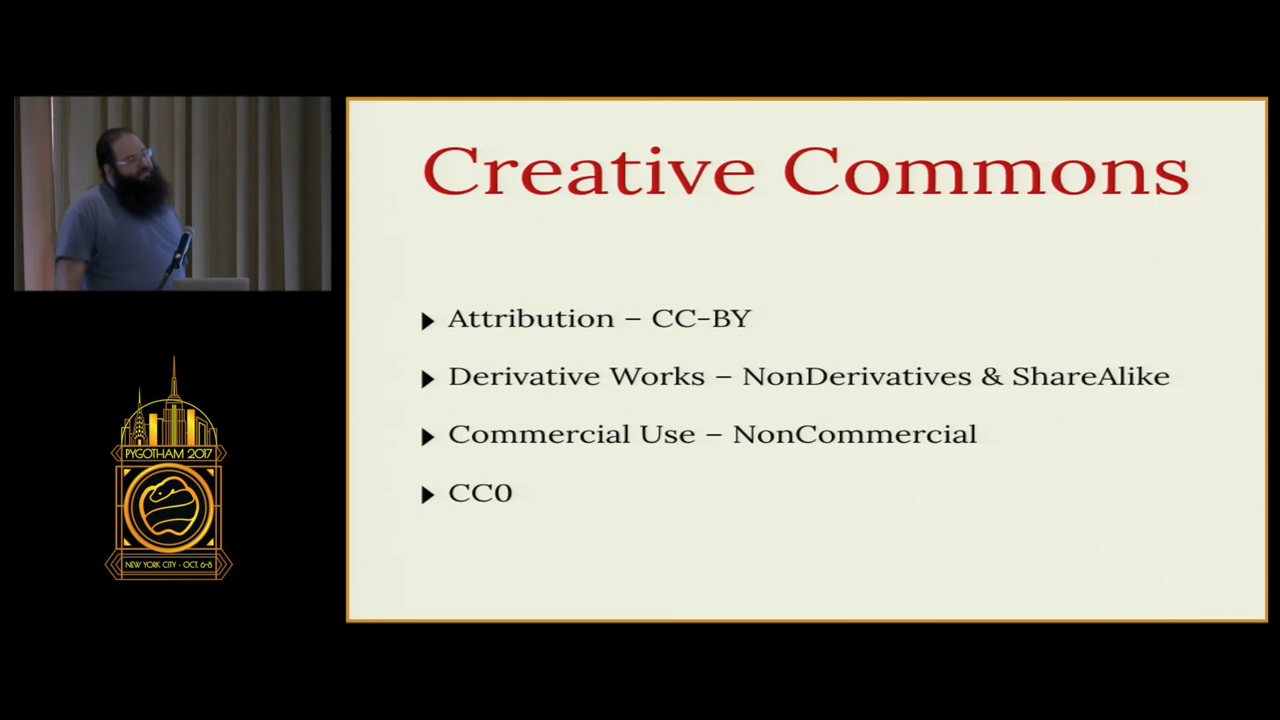 Creative Commons
Attribution – CC-BY
Derivative Works – NonDerivatives & ShareAlike
Commercial Use – NonCommercial
CC0
PYGOTHAM 2017
NEW YORK CITY • OCT. 6-8